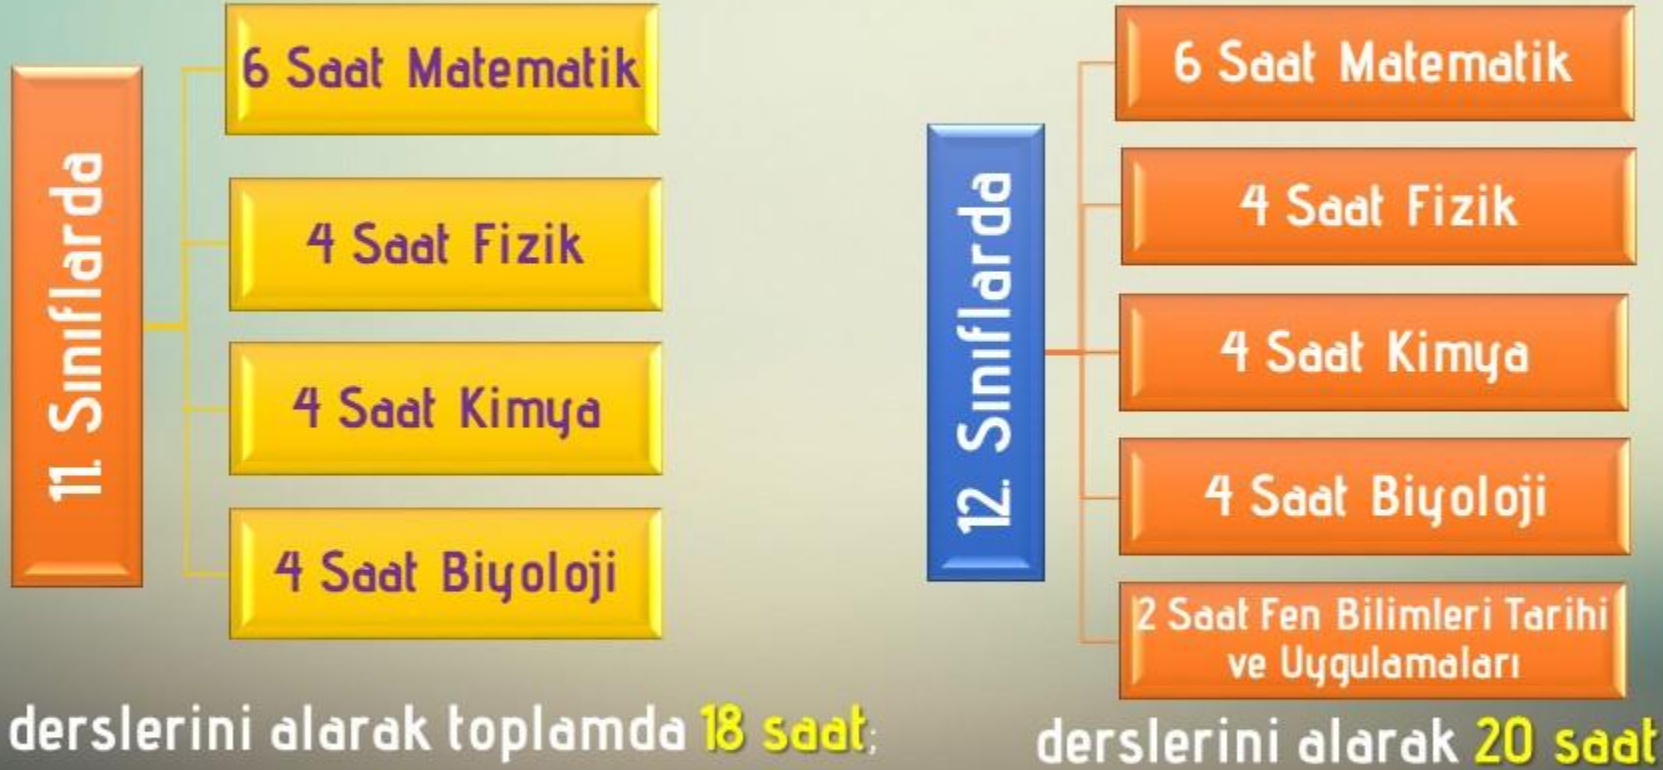 11. Sınıflarda
6 Saat Matematik
4 Saat Fizik
4 Saat Kimya
4 Saat Biyoloji
derslerini alarak toplamda 18 saat;
12. Sınıflarda
6 Saat Matematik
4 Saat Fizik
4 Saat Kimya
4 Saat Biyoloji
2 Saat Fen Bilimleri Tarihi
ve Uygulamaları
derslerini alarak 20 saat